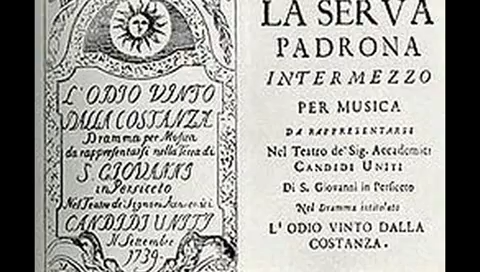 L'ODIO VINTO
DALLA COSTANZA
Dramma per Musica
da rappresentarsi nella Terra di
S. GIOVANNI
in Persiceto
Nel Teatro de' Signori Accademici
CANDIDI UNITI
Il Settembre
1739.
LA SERVA
PADRONA
INTERMEZZO
PER MUSICA
DA RAPPRESENTARSI
Nel Teatro de' Sig. Accademici
CANDIDI UNITI
Di S. Giovanni in Persiceto
Nel Dramma intitolato
L'ODIO VINTO DALLA
COSTANZA.